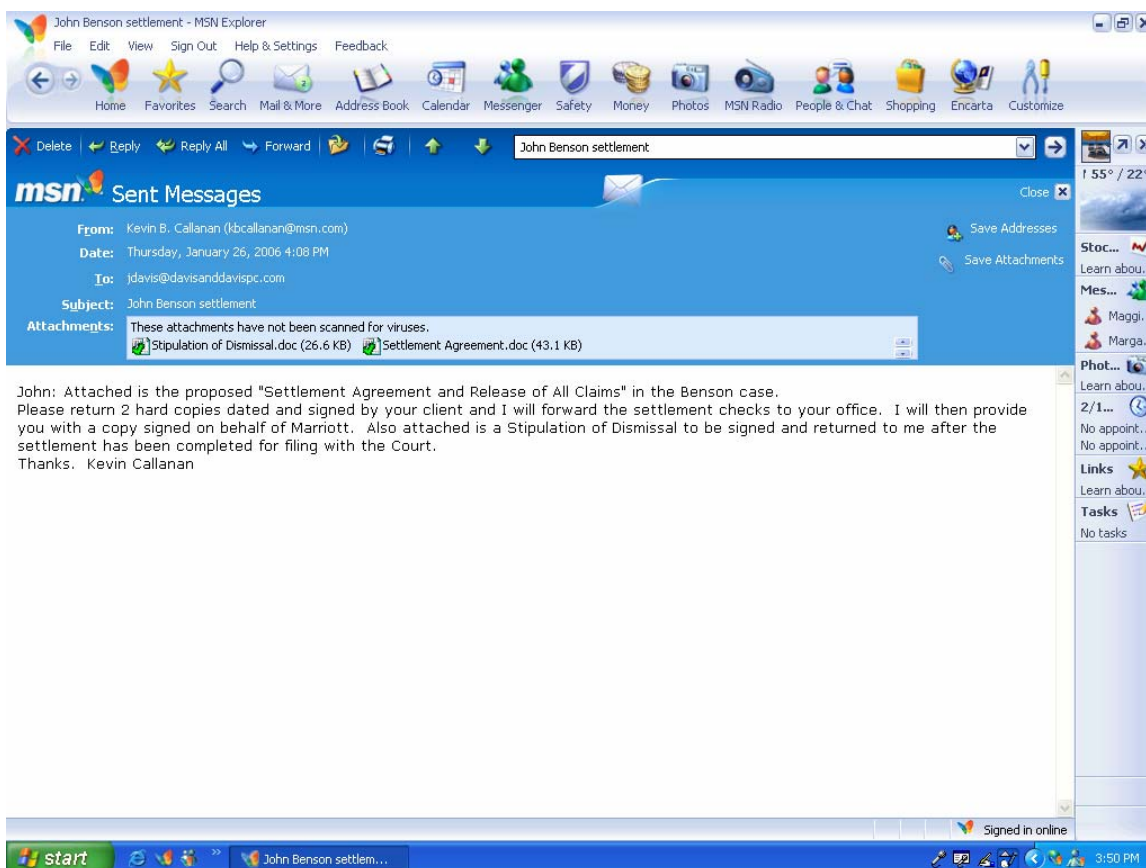 John Benson settlement - MSN Explorer
File Edit View Sign Out Help & Settings Feedback
Home Favorites Search Mail & More Address Book Calendar Messenger Safety Money Photos MSN Radio People & Chat Shopping Encarta Customize
Delete Reply Reply All Forward John Benson settlement
msn Sent Messages Close
From: Kevin B. Callanan (kbcallanan@msn.com) Save Addresses
Date: Thursday, January 26, 2006 4:08 PM
To: jdavis@davisanddavispc.com Save Attachments
Subject: John Benson settlement
Attachments: These attachments have not been scanned for viruses.
Stipulation of Dismissal.doc (26.6 KB) Settlement Agreement.doc (43.1 KB)
John: Attached is the proposed "Settlement Agreement and Release of All Claims" in the Benson case.
Please return 2 hard copies dated and signed by your client and I will forward the settlement checks to your office. I will then provide
you with a copy signed on behalf of Marriott. Also attached is a Stipulation of Dismissal to be signed and returned to me after the
settlement has been completed for filing with the Court.
Thanks. Kevin Callanan
55° / 22°
Stoc...
Learn abou.
Mes...
Maggi.
Marga.
Phot...
Learn abou.
2/1...
No appoint..
No appoint..
Links
Learn abou.
Tasks
No tasks
Signed in online
start John Benson settlem... 3:50 PM